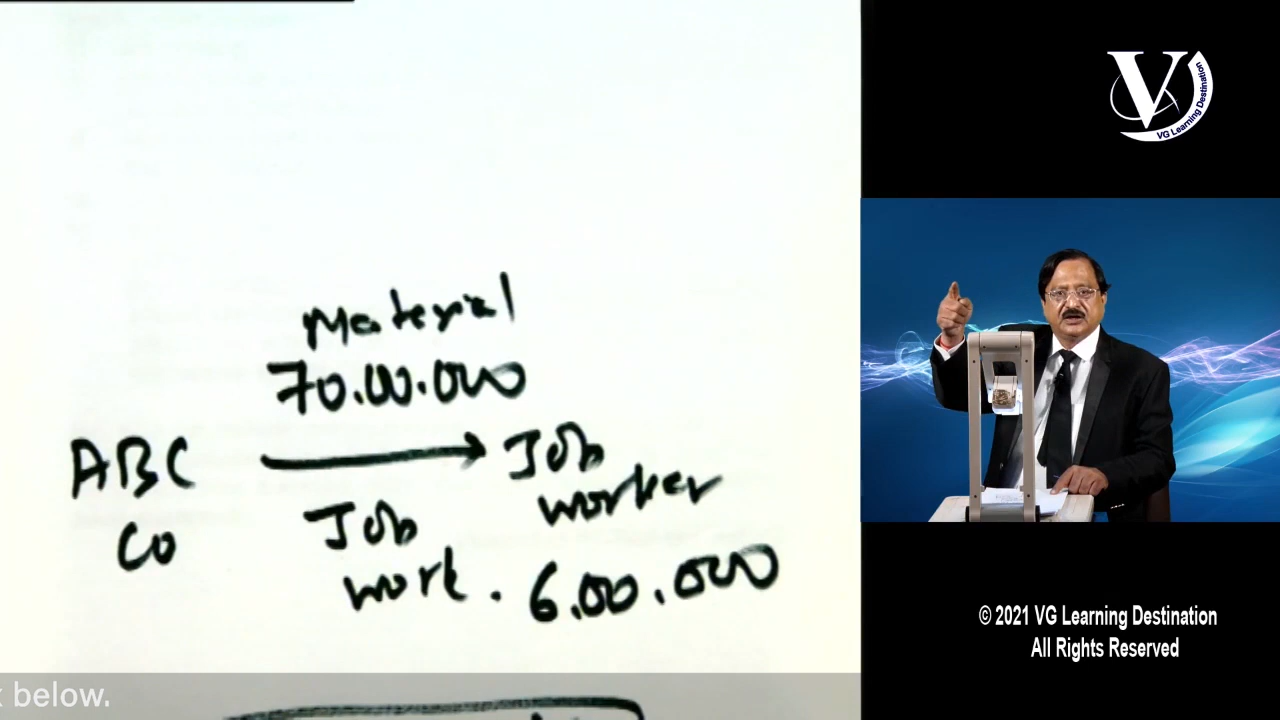 Material
70.00.000
ABC → Job
worker
Co Job
work. 6.00.000
x below.
V
VG Learning Destination
© 2021 VG Learning Destination
All Rights Reserved